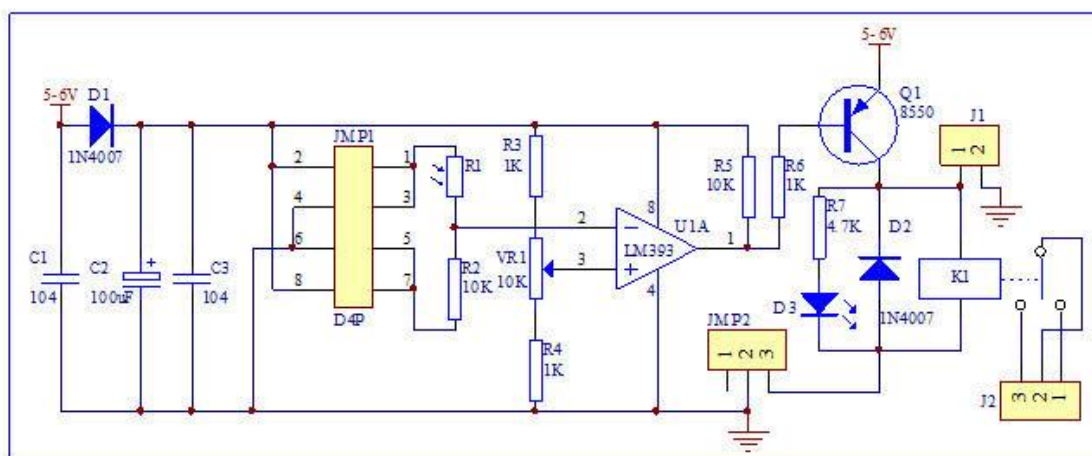 5-6V
D1
1N4007
C1
104
C2
+
100uF
C3
104
JMP1
2
4
6
8
1
3
5
7
D4P
R1
R2
10K
R3
1K
VR1
10K
R4
1K
2
3
8
4
1
U1A
LM393
R5
10K
R6
1K
5-6V
Q1
8550
J1
1 2
R7
4.7K
D2
1N4007
D3
K1
JMP2
1 2 3
J2
3 2 1